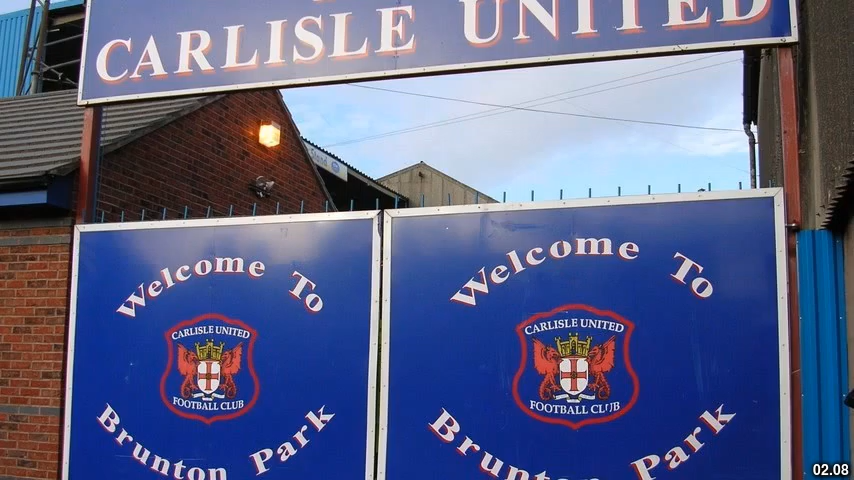 CARLISLE UNITED
Stand
Welcome To
CARLISLE UNITED
FOOTBALL CLUB
Brunton Park
Welcome To
CARLISLE UNITED
FOOTBALL CLUB
Brunton Park
02.08